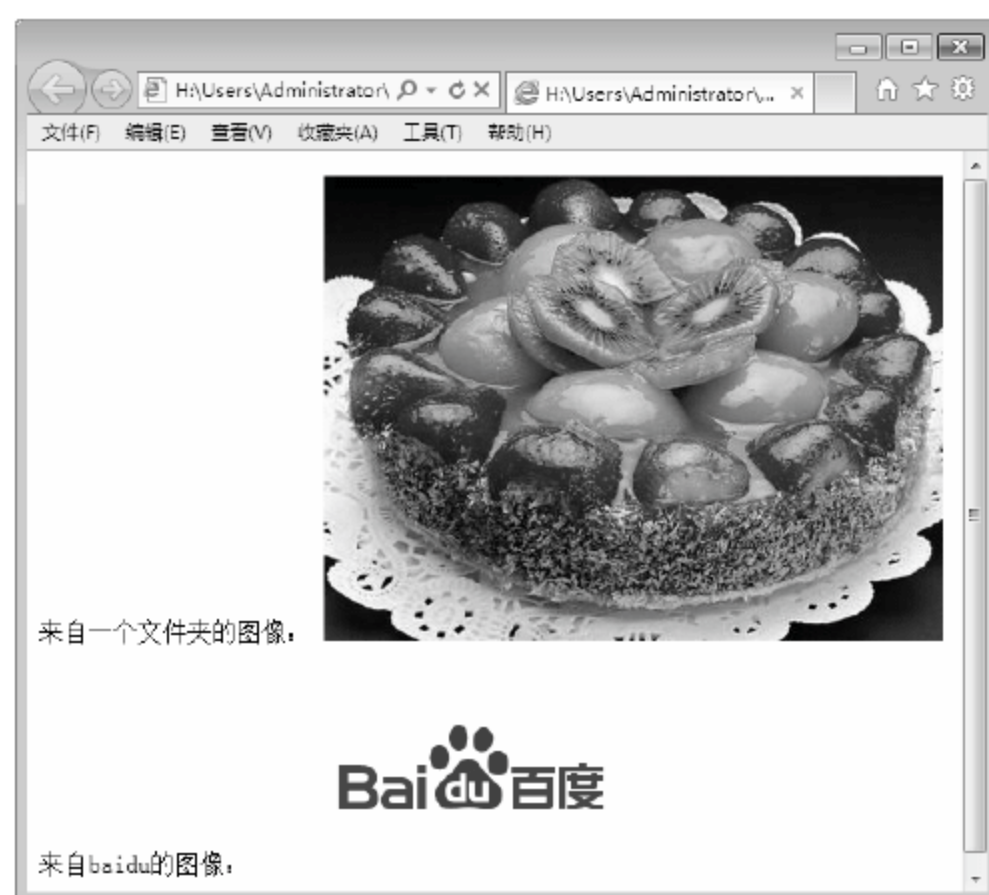 H:\Users\Administrator\
H:\Users\Administrator\...
文件(F) 编辑(E) 查看(V) 收藏夹(A) 工具(T) 帮助(H)
来自一个文件夹的图像：
Bai du 百度
来自baidu的图像：